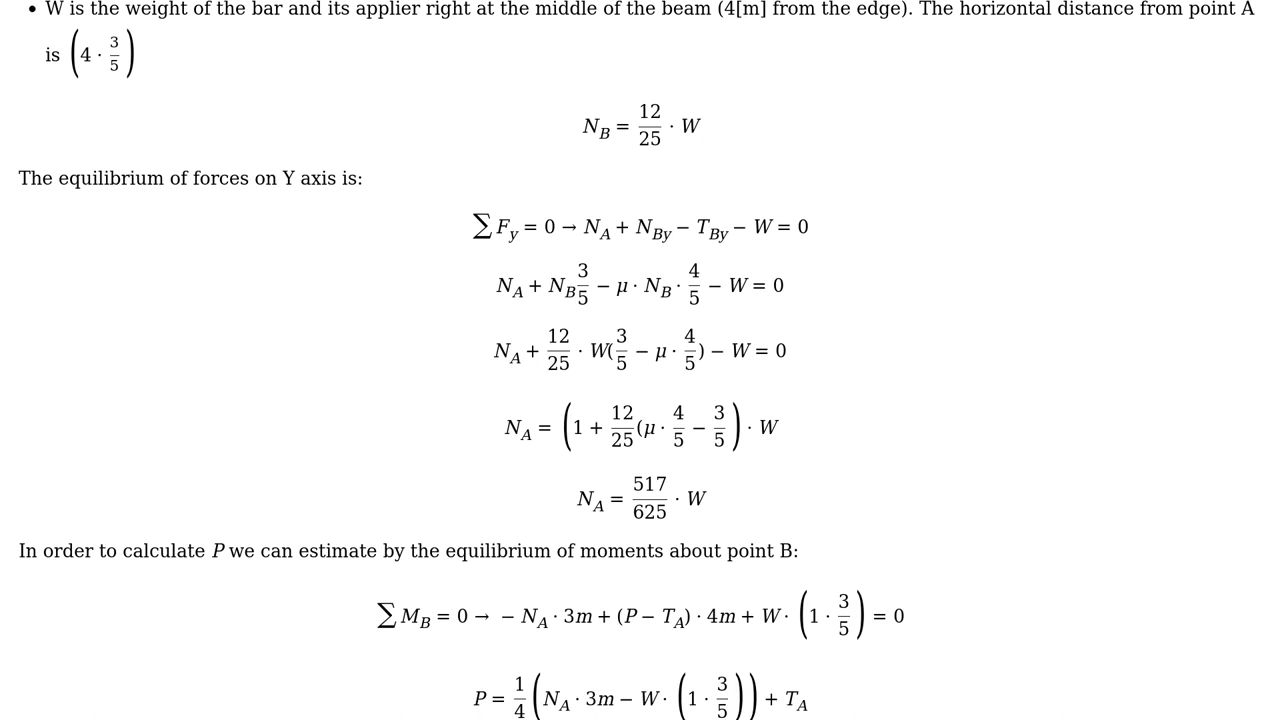 • W is the weight of the bar and its applier right at the middle of the beam (4[m] from the edge). The horizontal distance from point A
is (4 · 3/5)
N_B = 12/25 · W
The equilibrium of forces on Y axis is:
∑ F_y = 0 → N_A + N_By − T_By − W = 0
N_A + N_B 3/5 − μ · N_B · 4/5 − W = 0
N_A + 12/25 · W(3/5 − μ · 4/5) − W = 0
N_A = (1 + 12/25 (μ · 4/5 − 3/5) · W
N_A = 517/625 · W
In order to calculate P we can estimate by the equilibrium of moments about point B:
∑ M_B = 0 → − N_A · 3m + (P − T_A) · 4m + W · (1 · 3/5) = 0
P = 1/4 (N_A · 3m − W · (1 · 3/5)) + T_A